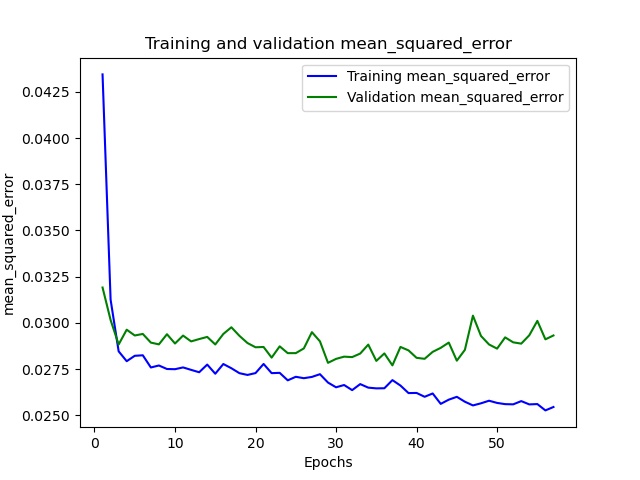 Training and validation mean_squared_error
Training mean_squared_error
Validation mean_squared_error
mean_squared_error
0.0425
0.0400
0.0375
0.0350
0.0325
0.0300
0.0275
0.0250
0 10 20 30 40 50
Epochs